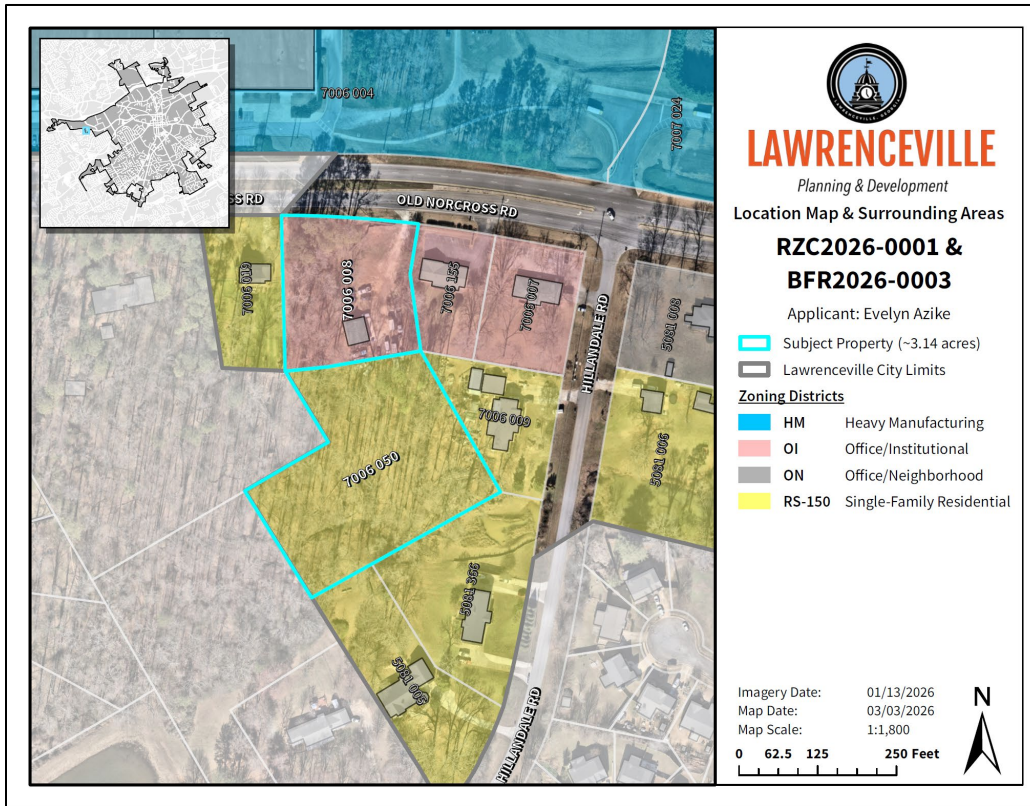 7006 004
7007 024
SS RD
OLD NORCROSS RD
7006 019
7006 008
7006 155
7006 007
HILLANDALE RD
5081 008
7006 009
7006 050
5081 006
5081 366
5081 005
HILLANDALE RD
LAWRENCEVILLE, GEORGIA
LAWRENCEVILLE
Planning & Development
Location Map & Surrounding Areas
RZC2026-0001 &
BFR2026-0003
Applicant: Evelyn Azike
Subject Property (~3.14 acres)
Lawrenceville City Limits
Zoning Districts
HM Heavy Manufacturing
OI Office/Institutional
ON Office/Neighborhood
RS-150 Single-Family Residential
Imagery Date: 01/13/2026
Map Date: 03/03/2026
Map Scale: 1:1,800
0 62.5 125 250 Feet
N